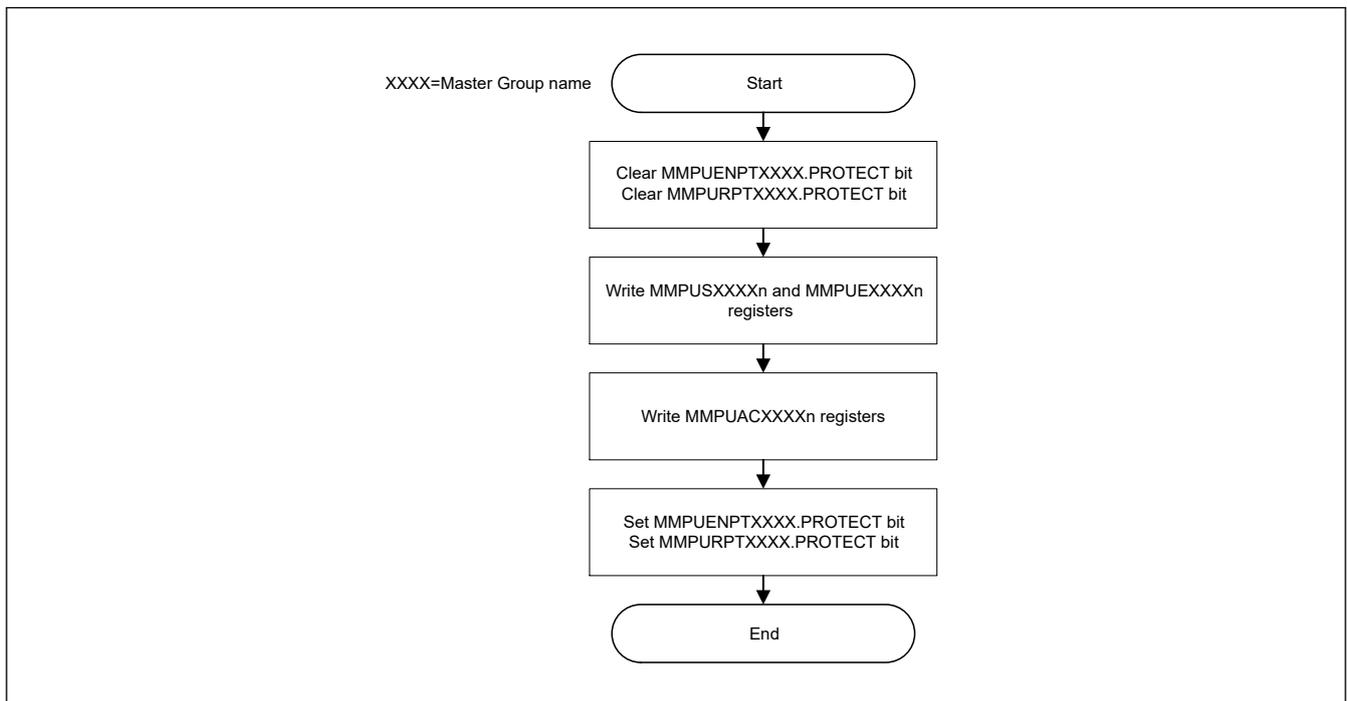 XXXX=Master Group name
Start
Clear MMPUENPTXXXX.PROTECT bit
Clear MMPURPTXXXX.PROTECT bit
Write MMPUSXXXXn and MMPUEXXXXn
registers
Write MMPUACXXXXn registers
Set MMPUENPTXXXX.PROTECT bit
Set MMPURPTXXXX.PROTECT bit
End